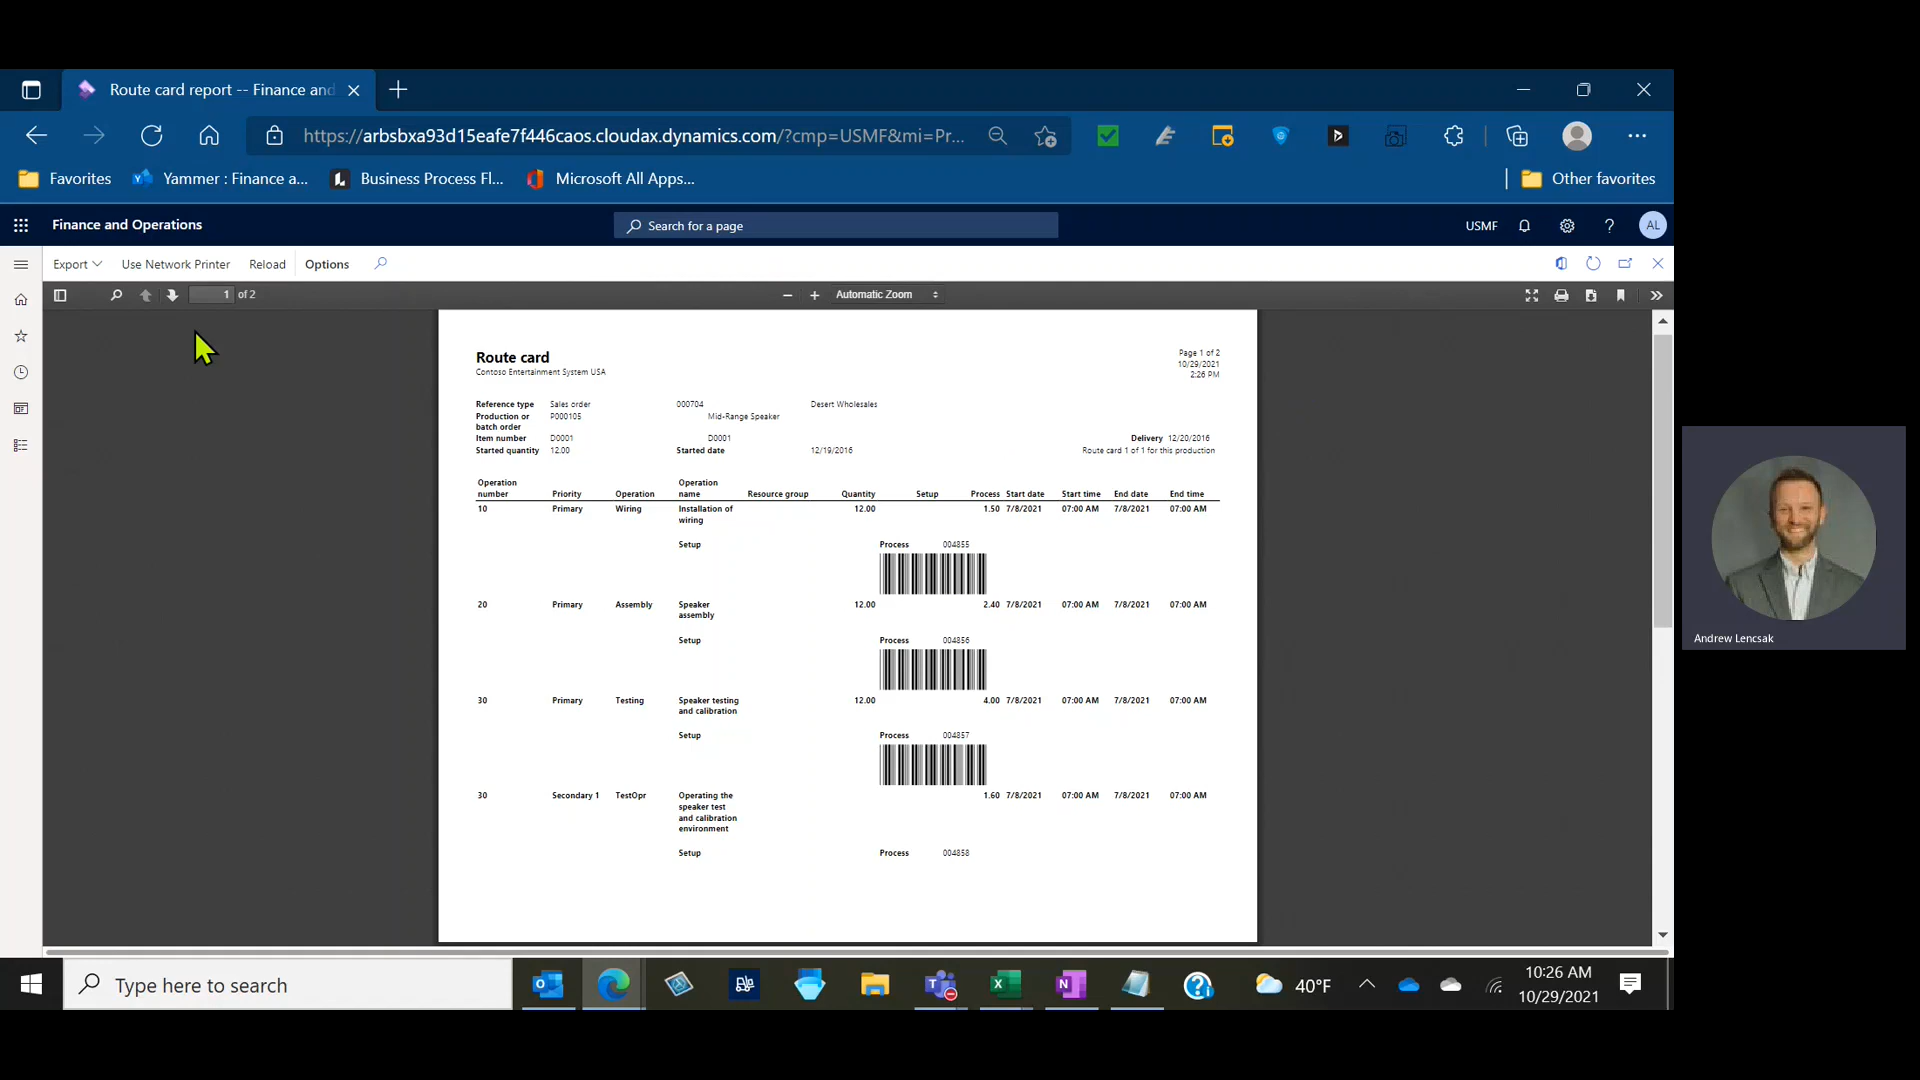 Route card report -- Finance and
https://arbsbxa93d15eafe7f446caos.cloudax.dynamics.com/?cmp=USMF&mi=Pr...
Favorites Yammer : Finance a... Business Process Fl... Microsoft All Apps... Other favorites
Finance and Operations Search for a page USMF ? AL
Export Use Network Printer Reload Options
1 of 2 Automatic Zoom
Route card Page 1 of 2
Contoso Entertainment System USA 10/29/2021
2:26 PM
Reference type Sales order 000704 Desert Wholesales
Production or P000105 Mid-Range Speaker
batch order
Item number D0001 D0001 Delivery 12/20/2016
Started quantity 12.00 Started date 12/19/2016 Route card 1 of 1 for this production
Operation Operation
number Priority Operation name Resource group Quantity Setup Process Start date Start time End date End time
10 Primary Wiring Installation of 12.00 1.50 7/8/2021 07:00 AM 7/8/2021 07:00 AM
wiring
Setup Process 004855
20 Primary Assembly Speaker 12.00 2.40 7/8/2021 07:00 AM 7/8/2021 07:00 AM
assembly
Setup Process 004856
30 Primary Testing Speaker testing 12.00 4.00 7/8/2021 07:00 AM 7/8/2021 07:00 AM
and calibration
Setup Process 004857
30 Secondary 1 TestOpr Operating the 1.60 7/8/2021 07:00 AM 7/8/2021 07:00 AM
speaker test
and calibration
environment
Setup Process 004858
Andrew Lencsak
Type here to search 40°F 10:26 AM
10/29/2021